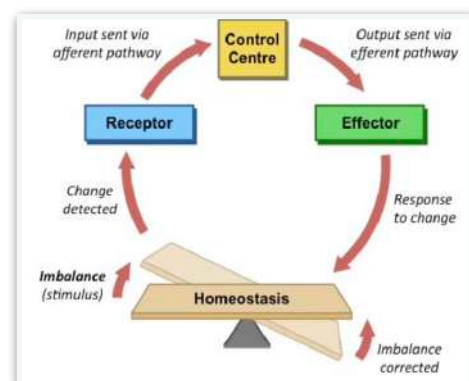 Input sent via
afferent pathway
Control
Centre
Output sent via
efferent pathway
Receptor
Effector
Change
detected
Response
to change
Imbalance
(stimulus)
Homeostasis
Imbalance
corrected